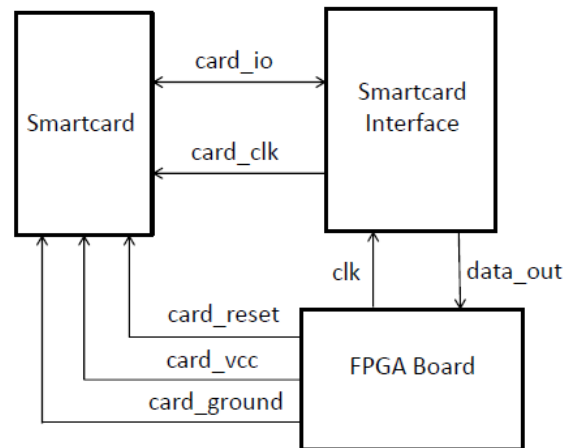 card_io
Smartcard
Smartcard
Interface
card_clk
clk
data_out
card_reset
card_vcc
FPGA Board
card_ground